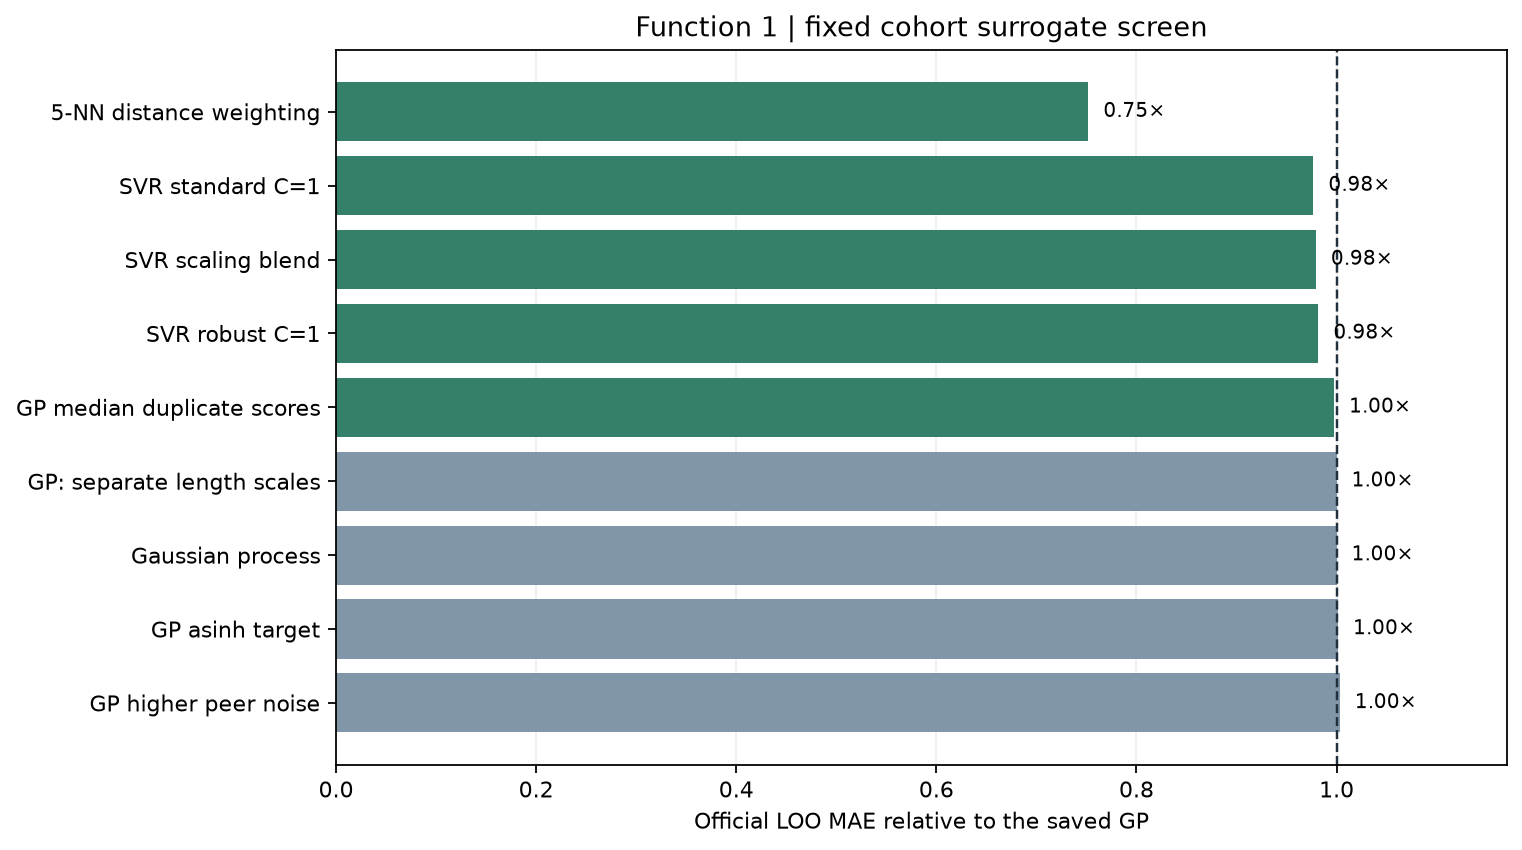 Function 1 | fixed cohort surrogate screen
5-NN distance weighting 0.75×
SVR standard C=1 0.98×
SVR scaling blend 0.98×
SVR robust C=1 0.98×
GP median duplicate scores 1.00×
GP: separate length scales 1.00×
Gaussian process 1.00×
GP asinh target 1.00×
GP higher peer noise 1.00×
0.0 0.2 0.4 0.6 0.8 1.0
Official LOO MAE relative to the saved GP